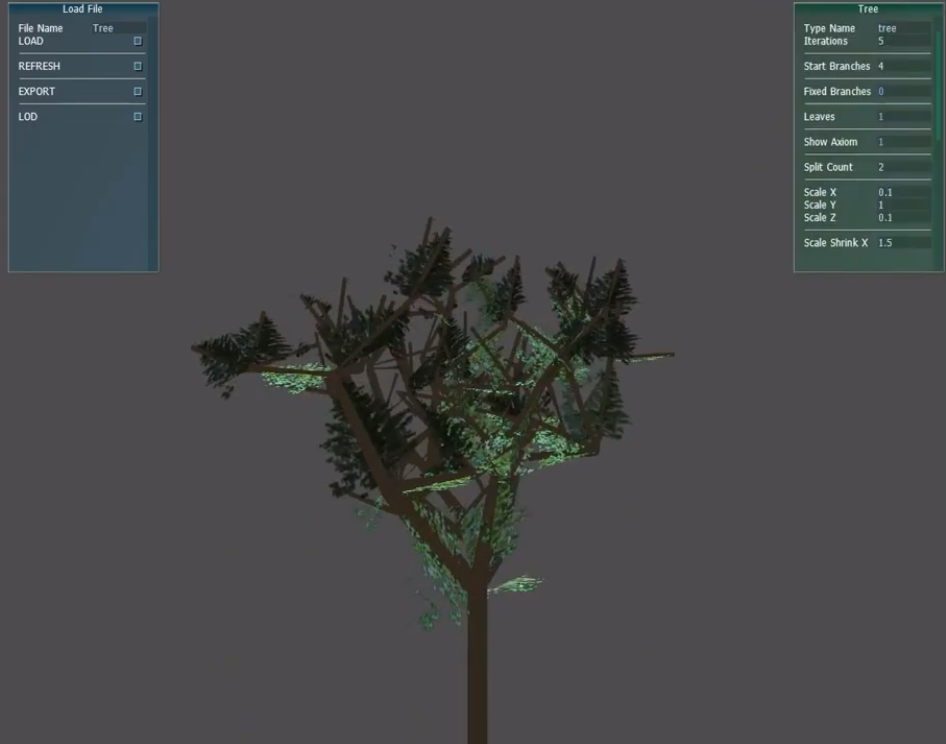 Load File
File Name Tree
LOAD
REFRESH
EXPORT
LOD
Tree
Type Name tree
Iterations 5
Start Branches 4
Fixed Branches 0
Leaves 1
Show Axiom 1
Split Count 2
Scale X 0.1
Scale Y 1
Scale Z 0.1
Scale Shrink X 1.5